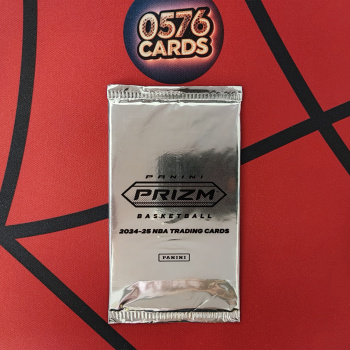 0576
CARDS
PANINI
PRIZM
BASKETBALL
2024-25 NBA TRADING CARDS
PANINI